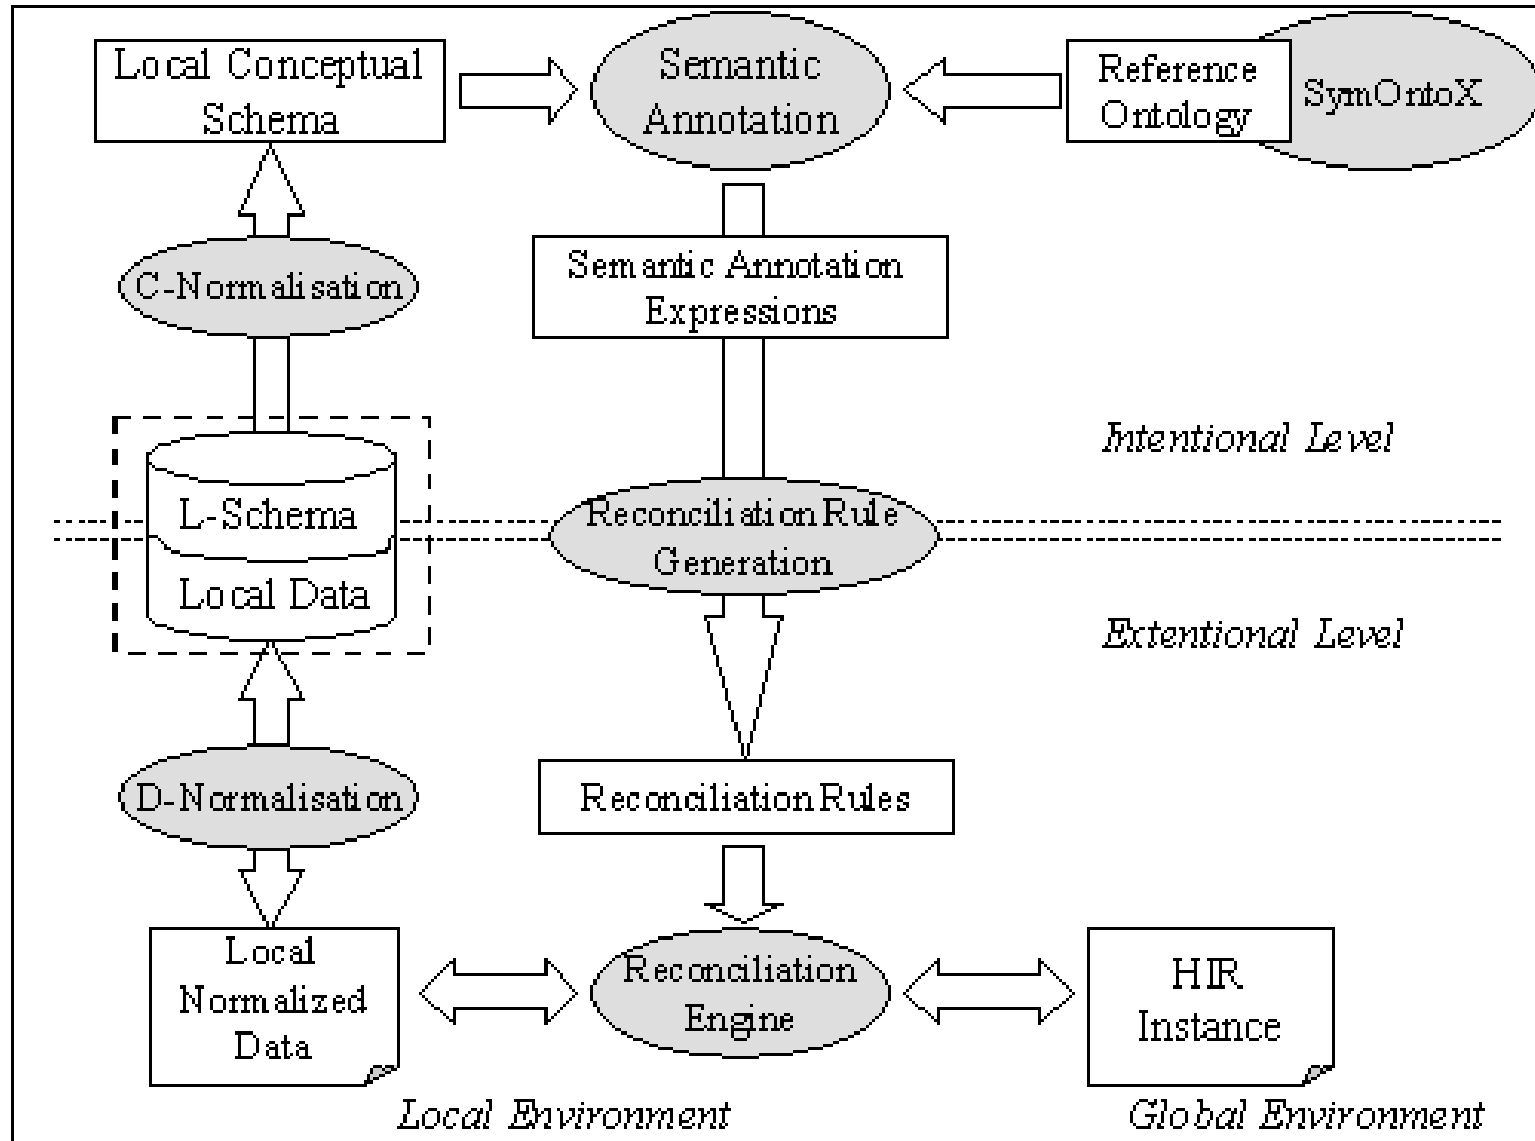 Local Conceptual
Schema
Semantic
Annotation
Reference
Ontology
SymOntoX
C-Normalisation
Semantic Annotation
Expressions
Intentional Level
L-Schema
Reconciliation Rule
Generation
Local Data
Extentional Level
D-Normalisation
Reconciliation Rules
Local
Normalized
Data
Reconciliation
Engine
HIR
Instance
Local Environment
Global Environment